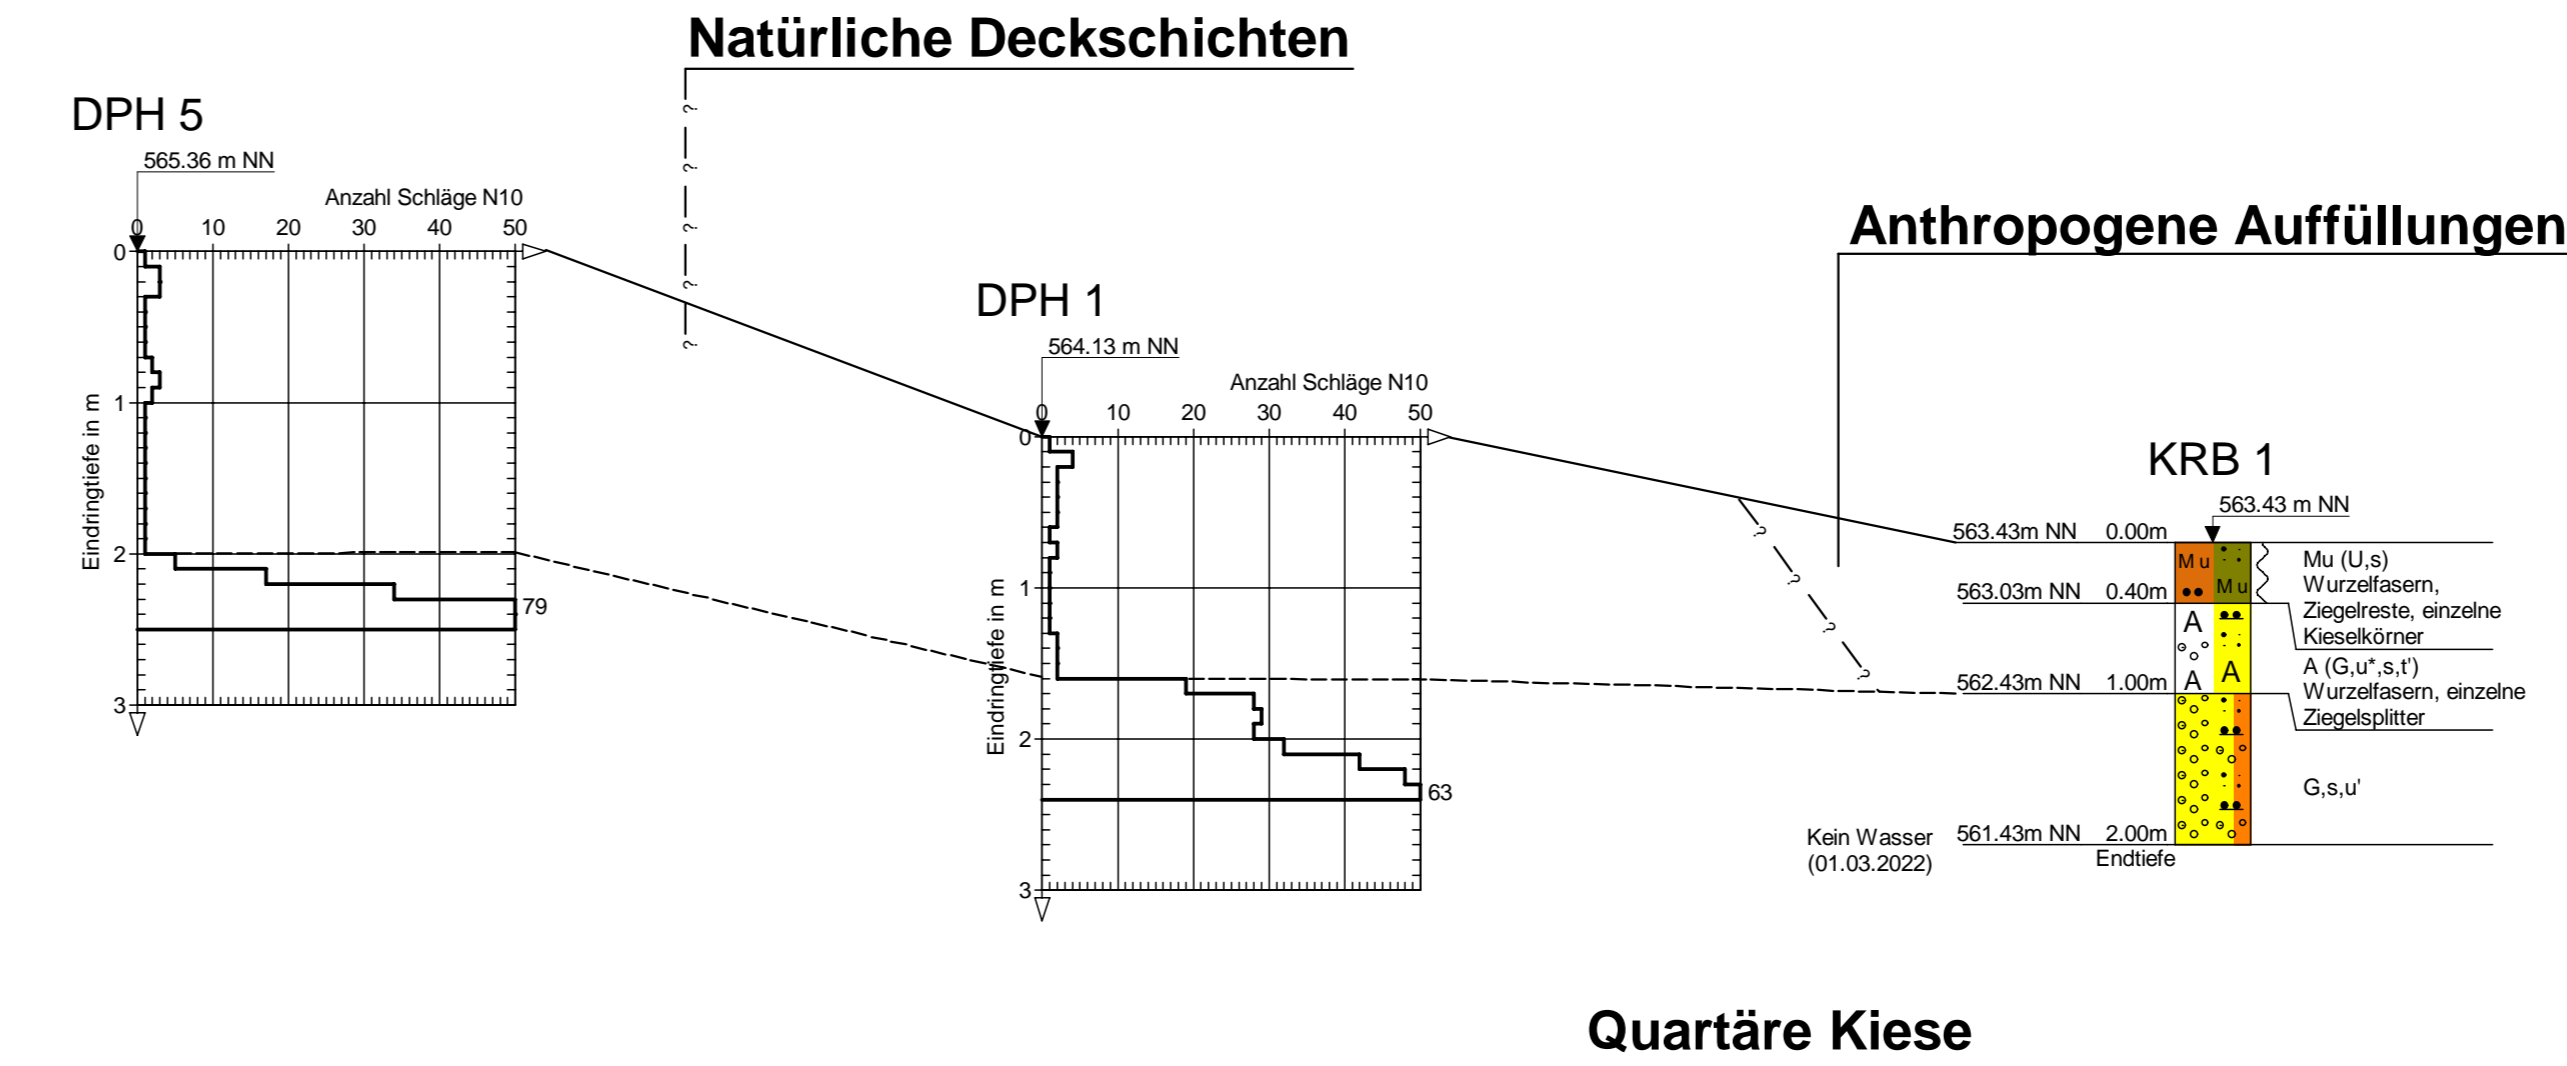 Natürliche Deckschichten
DPH 5
565.36 m NN
Anzahl Schläge N10
0 10 20 30 40 50
0
1
2
3
Eindringtiefe in m
79
? ? ? ? ?
DPH 1
564.13 m NN
Anzahl Schläge N10
0 10 20 30 40 50
0
1
2
3
Eindringtiefe in m
63
Anthropogene Auffüllungen
? ? ? ?
KRB 1
563.43 m NN
563.43m NN 0.00m
563.03m NN 0.40m
562.43m NN 1.00m
561.43m NN 2.00m
Endtiefe
Kein Wasser
(01.03.2022)
Mu
Mu
A
A
A
Mu (U,s)
Wurzelfasern,
Ziegelreste, einzelne
Kieselkörner
A (G,u*,s,t')
Wurzelfasern, einzelne
Ziegelsplitter
G,s,u'
Quartäre Kiese